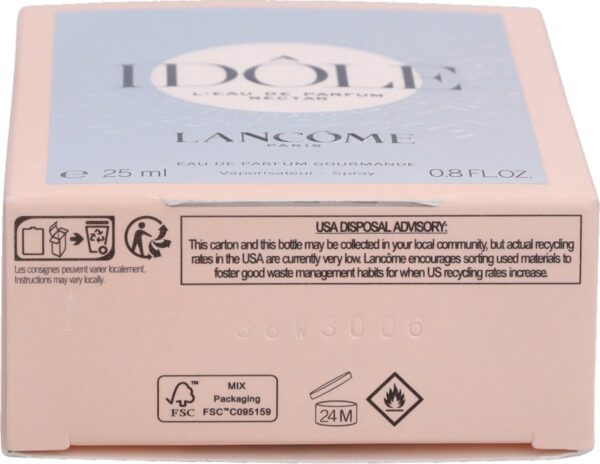 IDÔLE
L'EAU DE PARFUM
NECTAR
LANCÔME
PARIS
EAU DE PARFUM GOURMANDE
Vaporisateur - Spray
e 25 ml 0.8 FL.OZ.
Les consignes peuvent varier localement.
Instructions may vary locally.
USA DISPOSAL ADVISORY:
This carton and this bottle may be collected in your local community, but actual recycling
rates in the USA are currently very low. Lancôme encourages sorting used materials to
foster good waste management habits for when US recycling rates increase.
38W3006
FSC™
MIX
Packaging
FSC™C095159
24M